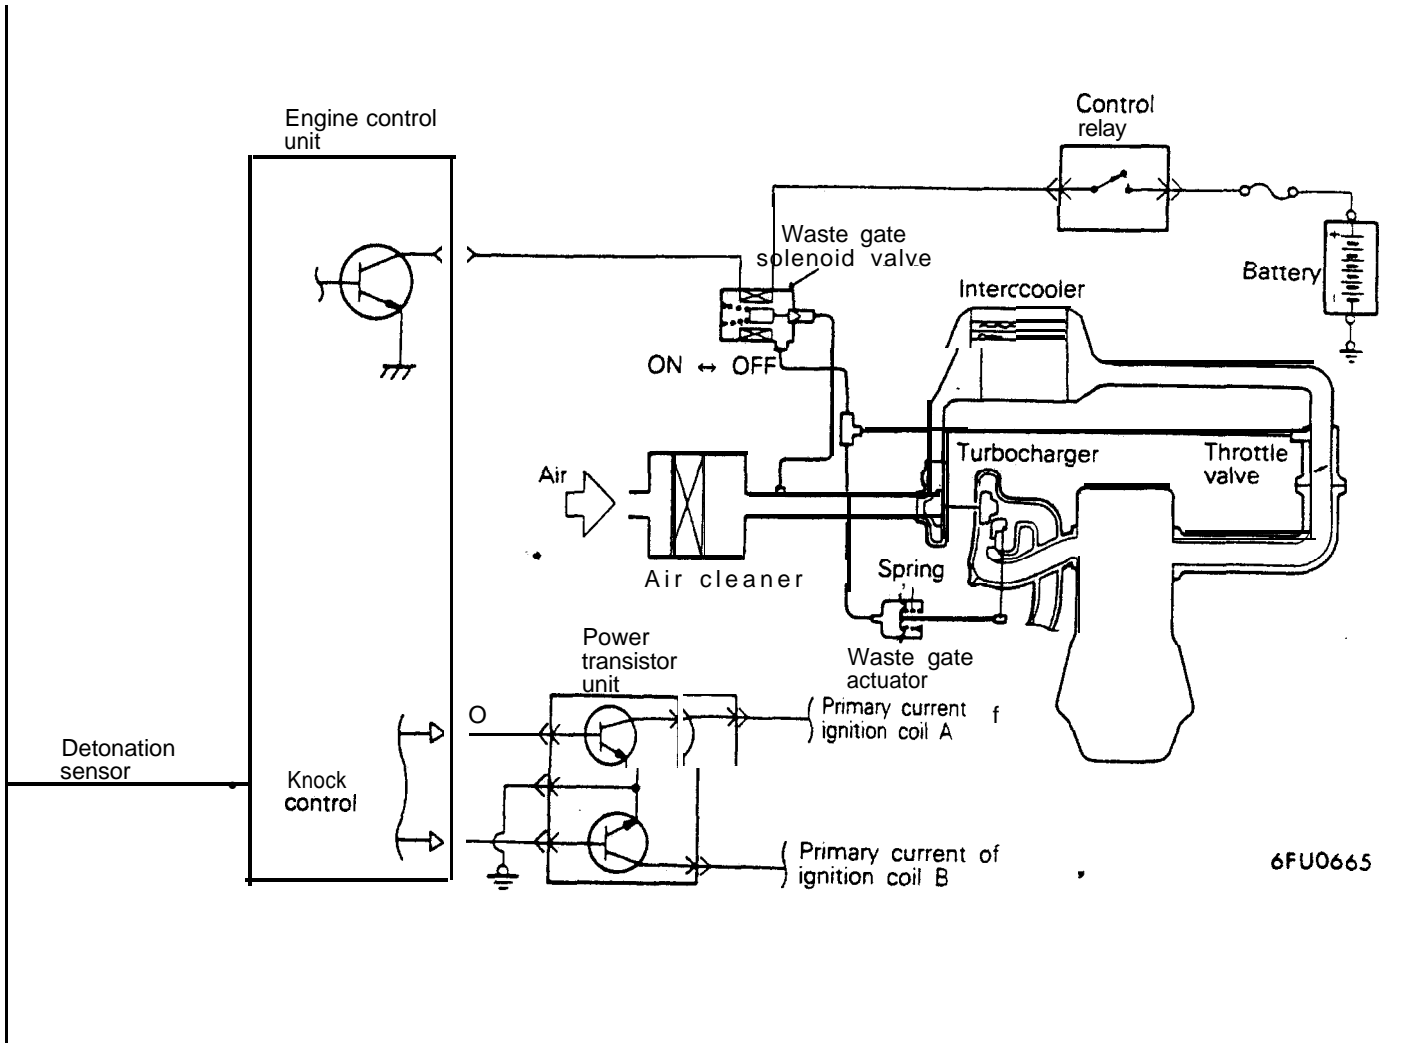 Control
relay
Engine control
unit
Waste gate
solenoid valve
Battery
Interccooler
ON ↔ OFF
Turbocharger
Throttle
valve
Air
Air cleaner
Spring
Waste gate
actuator
Power
transistor
unit
O
Primary current f
ignition coil A
Detonation
sensor
Knock
control
Primary current of
ignition coil B
6FU0665